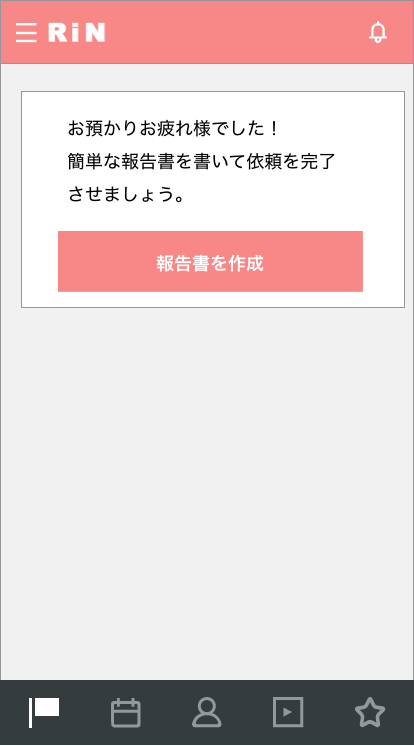 RiN
お預かりお疲れ様でした！
簡単な報告書を書いて依頼を完了
させましょう。
報告書を作成